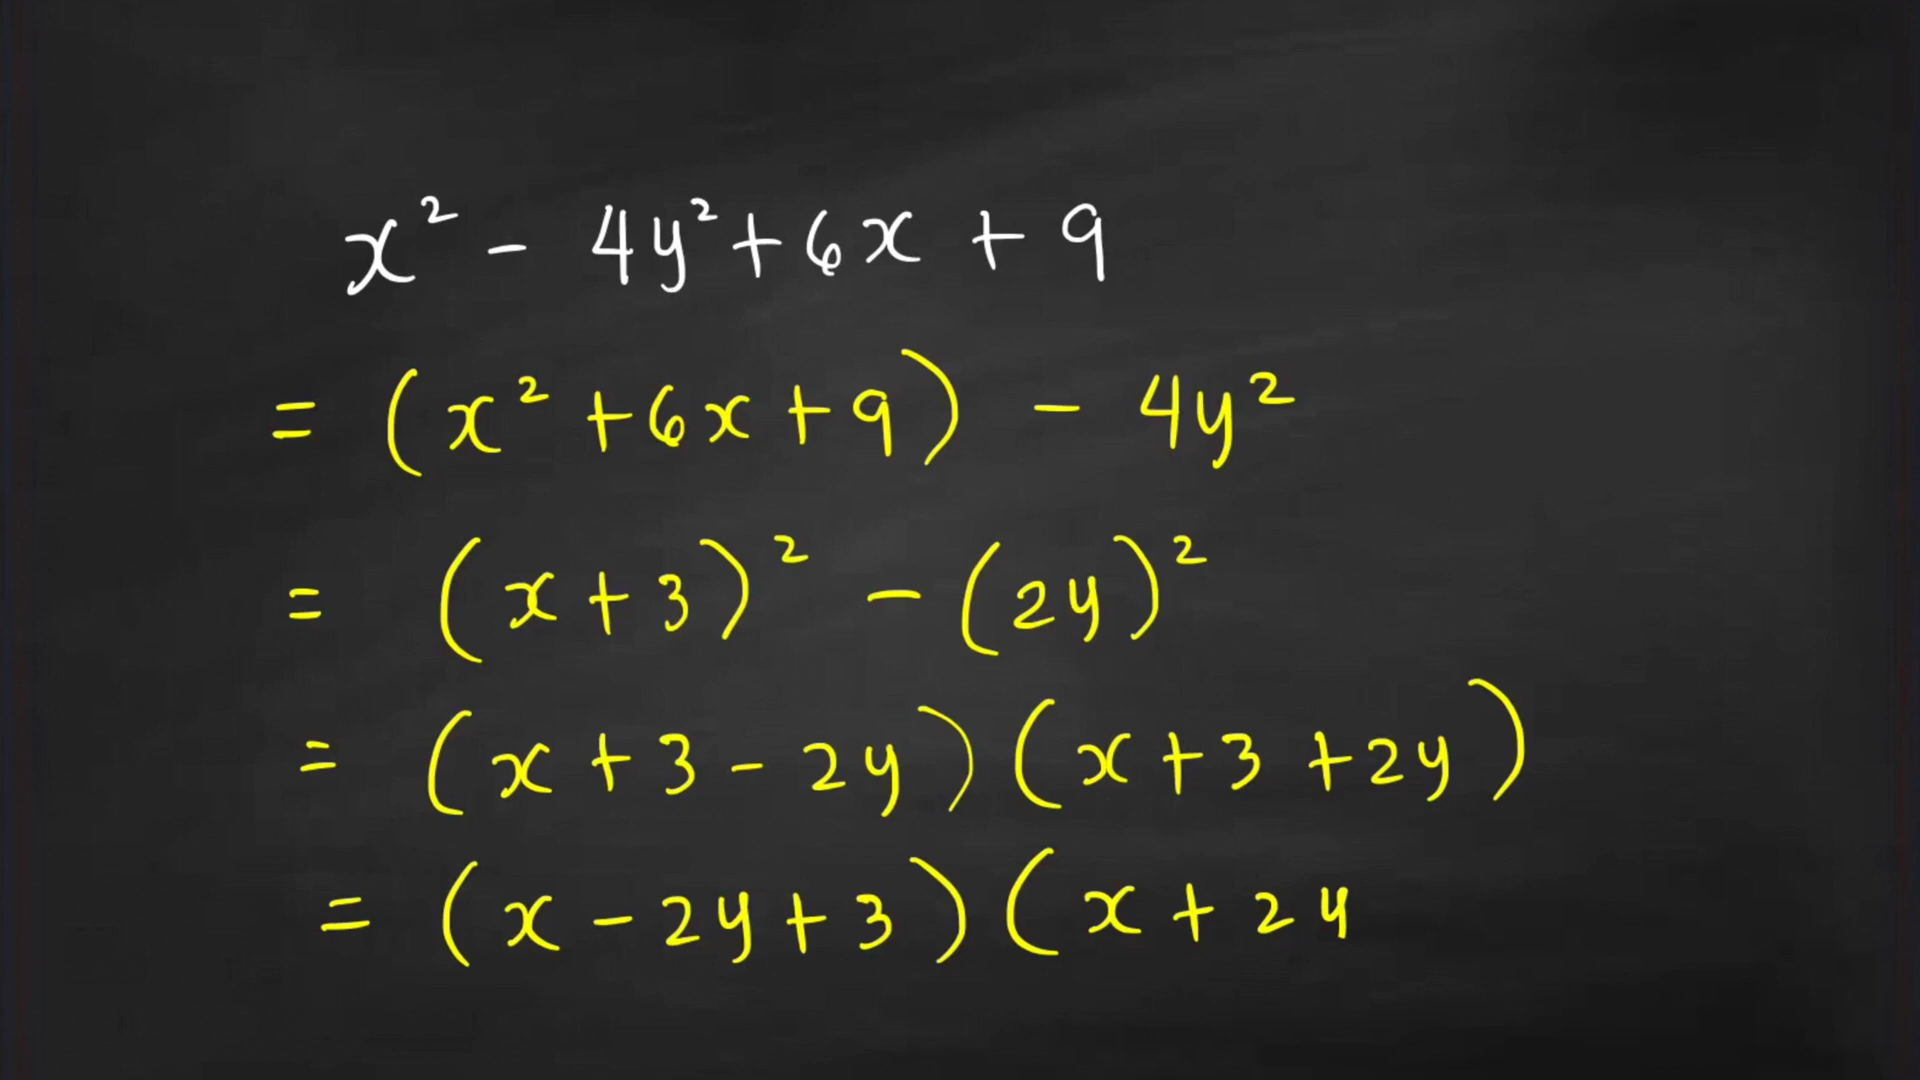 x² - 4y² + 6x + 9
= (x² + 6x + 9) - 4y²
= (x + 3)² - (2y)²
= (x + 3 - 2y)(x + 3 + 2y)
= (x - 2y + 3)(x + 2y